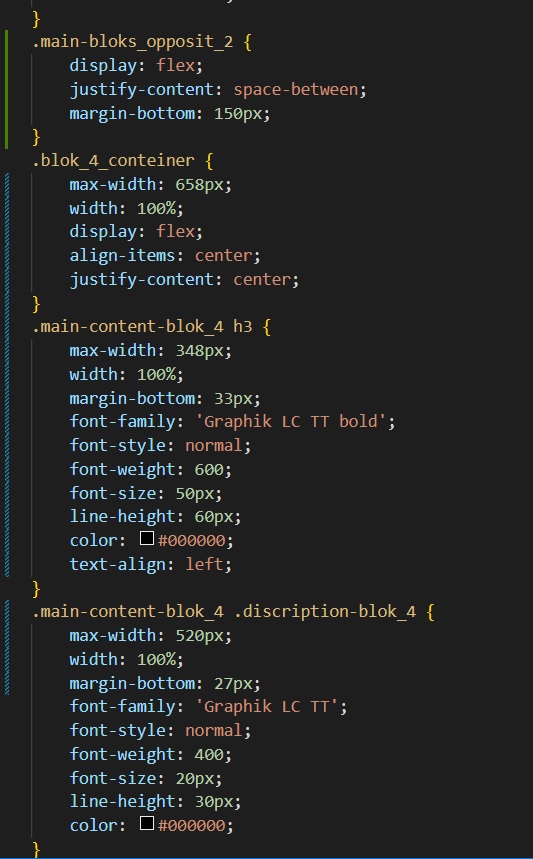 }
.main-bloks_opposit_2 {
display: flex;
justify-content: space-between;
margin-bottom: 150px;
}
.blok_4_conteiner {
max-width: 658px;
width: 100%;
display: flex;
align-items: center;
justify-content: center;
}
.main-content-blok_4 h3 {
max-width: 348px;
width: 100%;
margin-bottom: 33px;
font-family: 'Graphik LC TT bold';
font-style: normal;
font-weight: 600;
font-size: 50px;
line-height: 60px;
color: #000000;
text-align: left;
}
.main-content-blok_4 .discription-blok_4 {
max-width: 520px;
width: 100%;
margin-bottom: 27px;
font-family: 'Graphik LC TT';
font-style: normal;
font-weight: 400;
font-size: 20px;
line-height: 30px;
color: #000000;
}